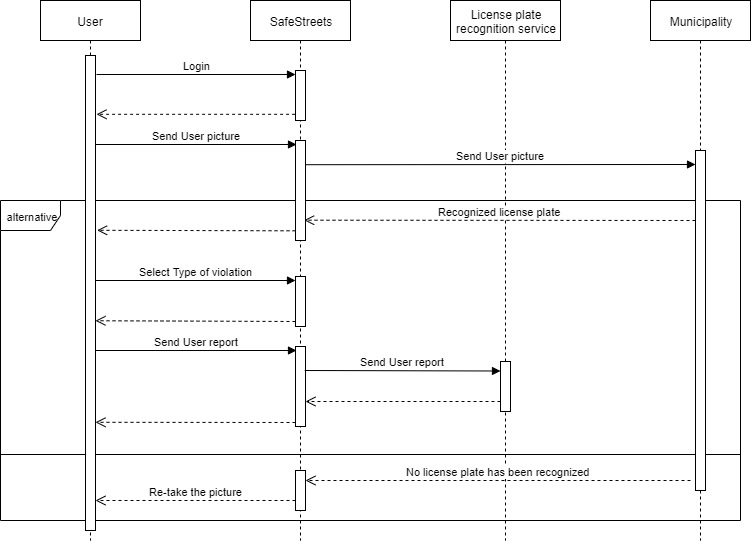 User
SafeStreets
License plate
recognition service
Municipality
Login
Send User picture
Send User picture
alternative
Recognized license plate
Select Type of violation
Send User report
Send User report
No license plate has been recognized
Re-take the picture